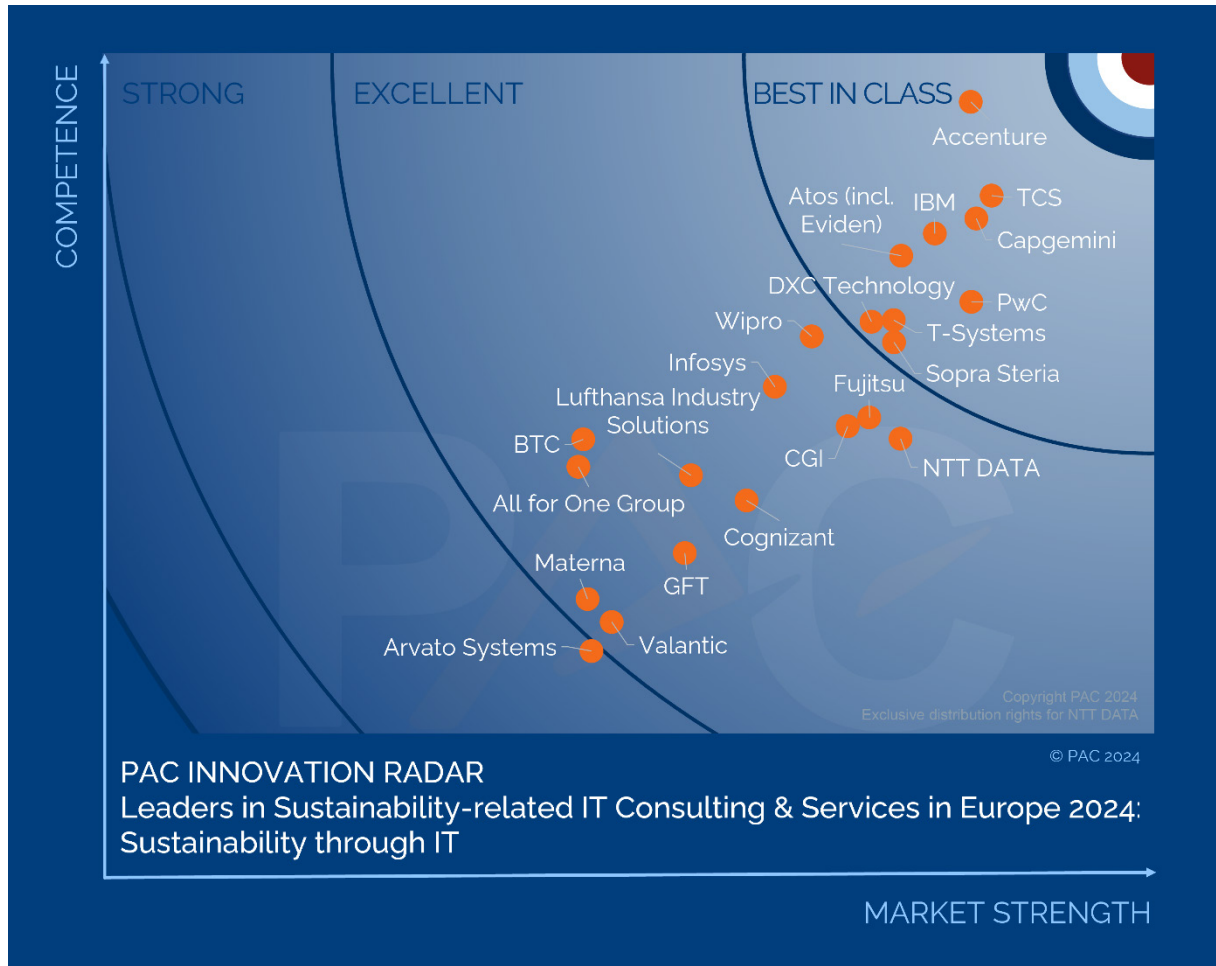 COMPETENCE
STRONG
EXCELLENT
BEST IN CLASS
Accenture
Atos (incl.
Eviden)
IBM
TCS
Capgemini
DXC Technology
PwC
Wipro
T-Systems
Infosys
Sopra Steria
Lufthansa Industry
Solutions
Fujitsu
BTC
CGI
NTT DATA
All for One Group
Cognizant
Materna
GFT
Arvato Systems
Valantic
PAC
Copyright PAC 2024
Exclusive distribution rights for NTT DATA
© PAC 2024
PAC INNOVATION RADAR
Leaders in Sustainability-related IT Consulting & Services in Europe 2024:
Sustainability through IT
MARKET STRENGTH